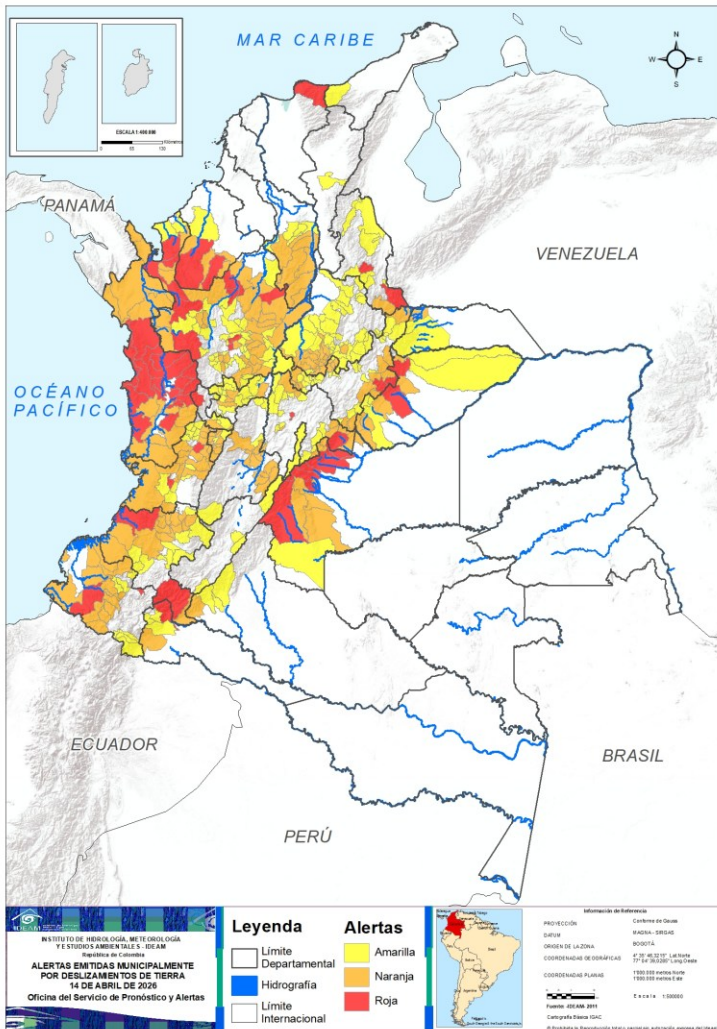 MAR CARIBE
N
W
E
S
ESCALA 1:400.000
PANAMÁ
VENEZUELA
OCÉANO
PACÍFICO
ECUADOR
BRASIL
PERÚ
IDEAM
INSTITUTO DE HIDROLOGÍA, METEOROLOGÍA
Y ESTUDIOS AMBIENTALES - IDEAM
República de Colombia
ALERTAS EMITIDAS MUNICIPALMENTE
POR DESLIZAMIENTOS DE TIERRA
14 DE ABRIL DE 2026
Oficina del Servicio de Pronóstico y Alertas
Leyenda
Límite
Departamental
Hidrografía
Límite
Internacional
Alertas
Amarilla
Naranja
Roja
Información de Referencia
PROYECCIÓN Conforme de Gauss
DATUM MAGNA - SIRGAS
ORIGEN DE LA ZONA BOGOTÁ
COORDENADAS GEOGRÁFICAS
COORDENADAS PLANAS
Escala
Fuente: IDEAM- 2011
Cartografía Básica IGAC